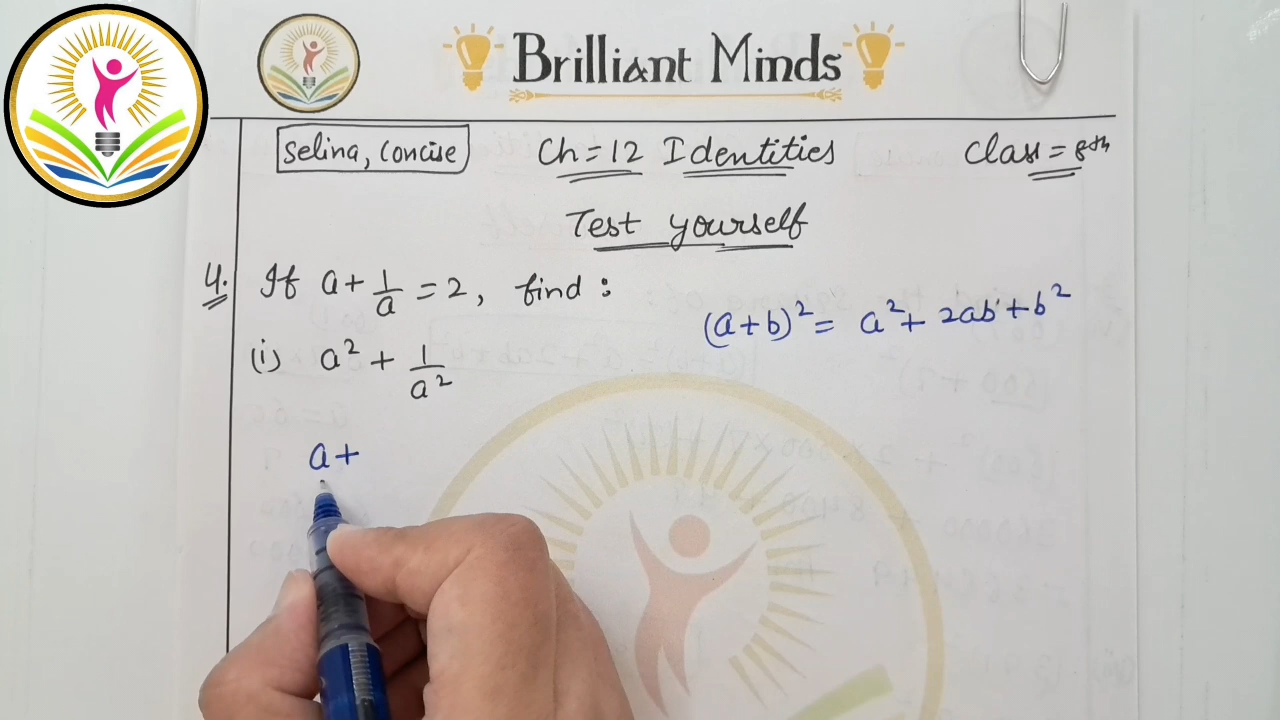 Brilliant Minds
Selina, Concise Ch = 12 Identities Class = 8th
Test yourself
4. If a + 1/a = 2, find :
(a + b)² = a² + 2ab + b²
(i) a² + 1/a²
a +